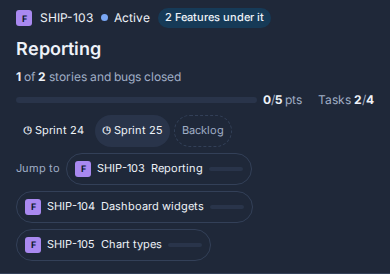 F SHIP-103 Active 2 Features under it
Reporting
1 of 2 stories and bugs closed
0/5 pts Tasks 2/4
Sprint 24 Sprint 25 Backlog
Jump to F SHIP-103 Reporting
F SHIP-104 Dashboard widgets
F SHIP-105 Chart types